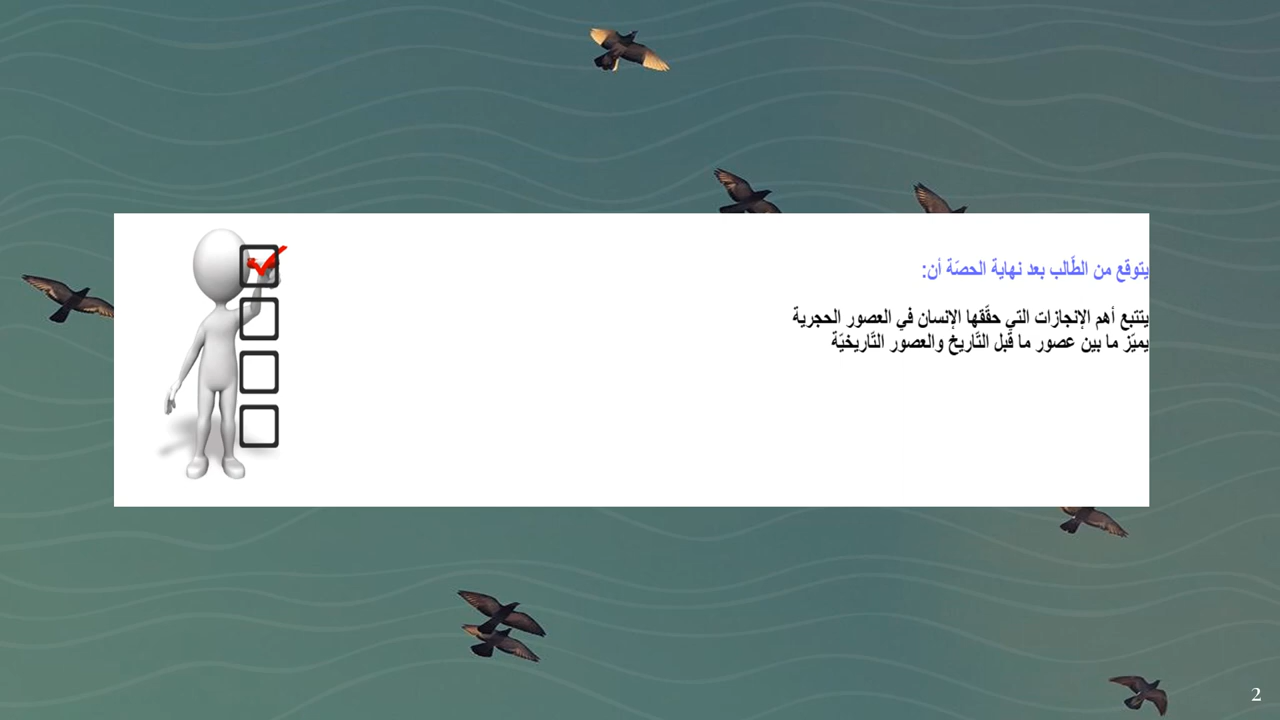 يتوقع من الطّالب بعد نهاية الحصّة أن:
يتتبع أهم الإنجازات التي حقّقها الإنسان في العصور الحجرية
يميّز ما بين عصور ما قبل التّاريخ والعصور التّاريخيّة
2